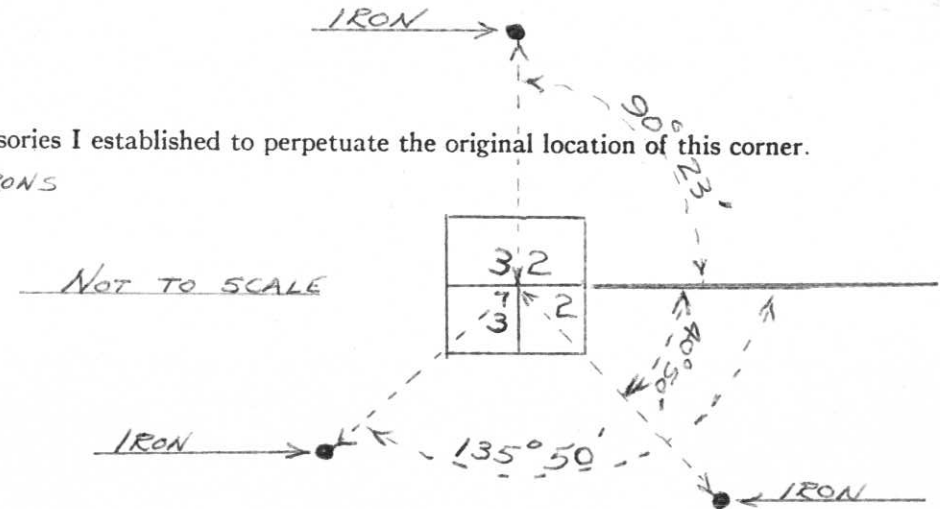 IRON
90° 23'
sories I established to perpetuate the original location of this corner.
RONS
NOT TO SCALE
3 2
3 2
40° 50'
135° 50'
IRON
IRON